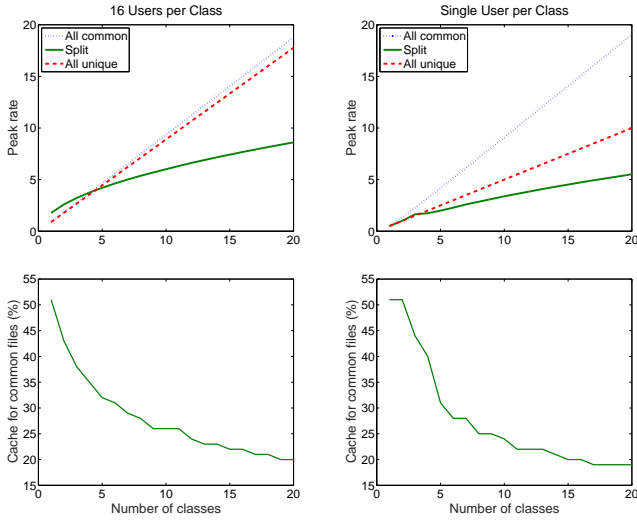 16 Users per Class
Single User per Class
All common
Split
All unique
All common
Split
All unique
Peak rate
Peak rate
20
15
10
5
0
0 5 10 15 20
20
15
10
5
0
0 5 10 15 20
Cache for common files (%)
Cache for common files (%)
55
50
45
40
35
30
25
20
15
0 5 10 15 20
Number of classes
55
50
45
40
35
30
25
20
15
0 5 10 15 20
Number of classes